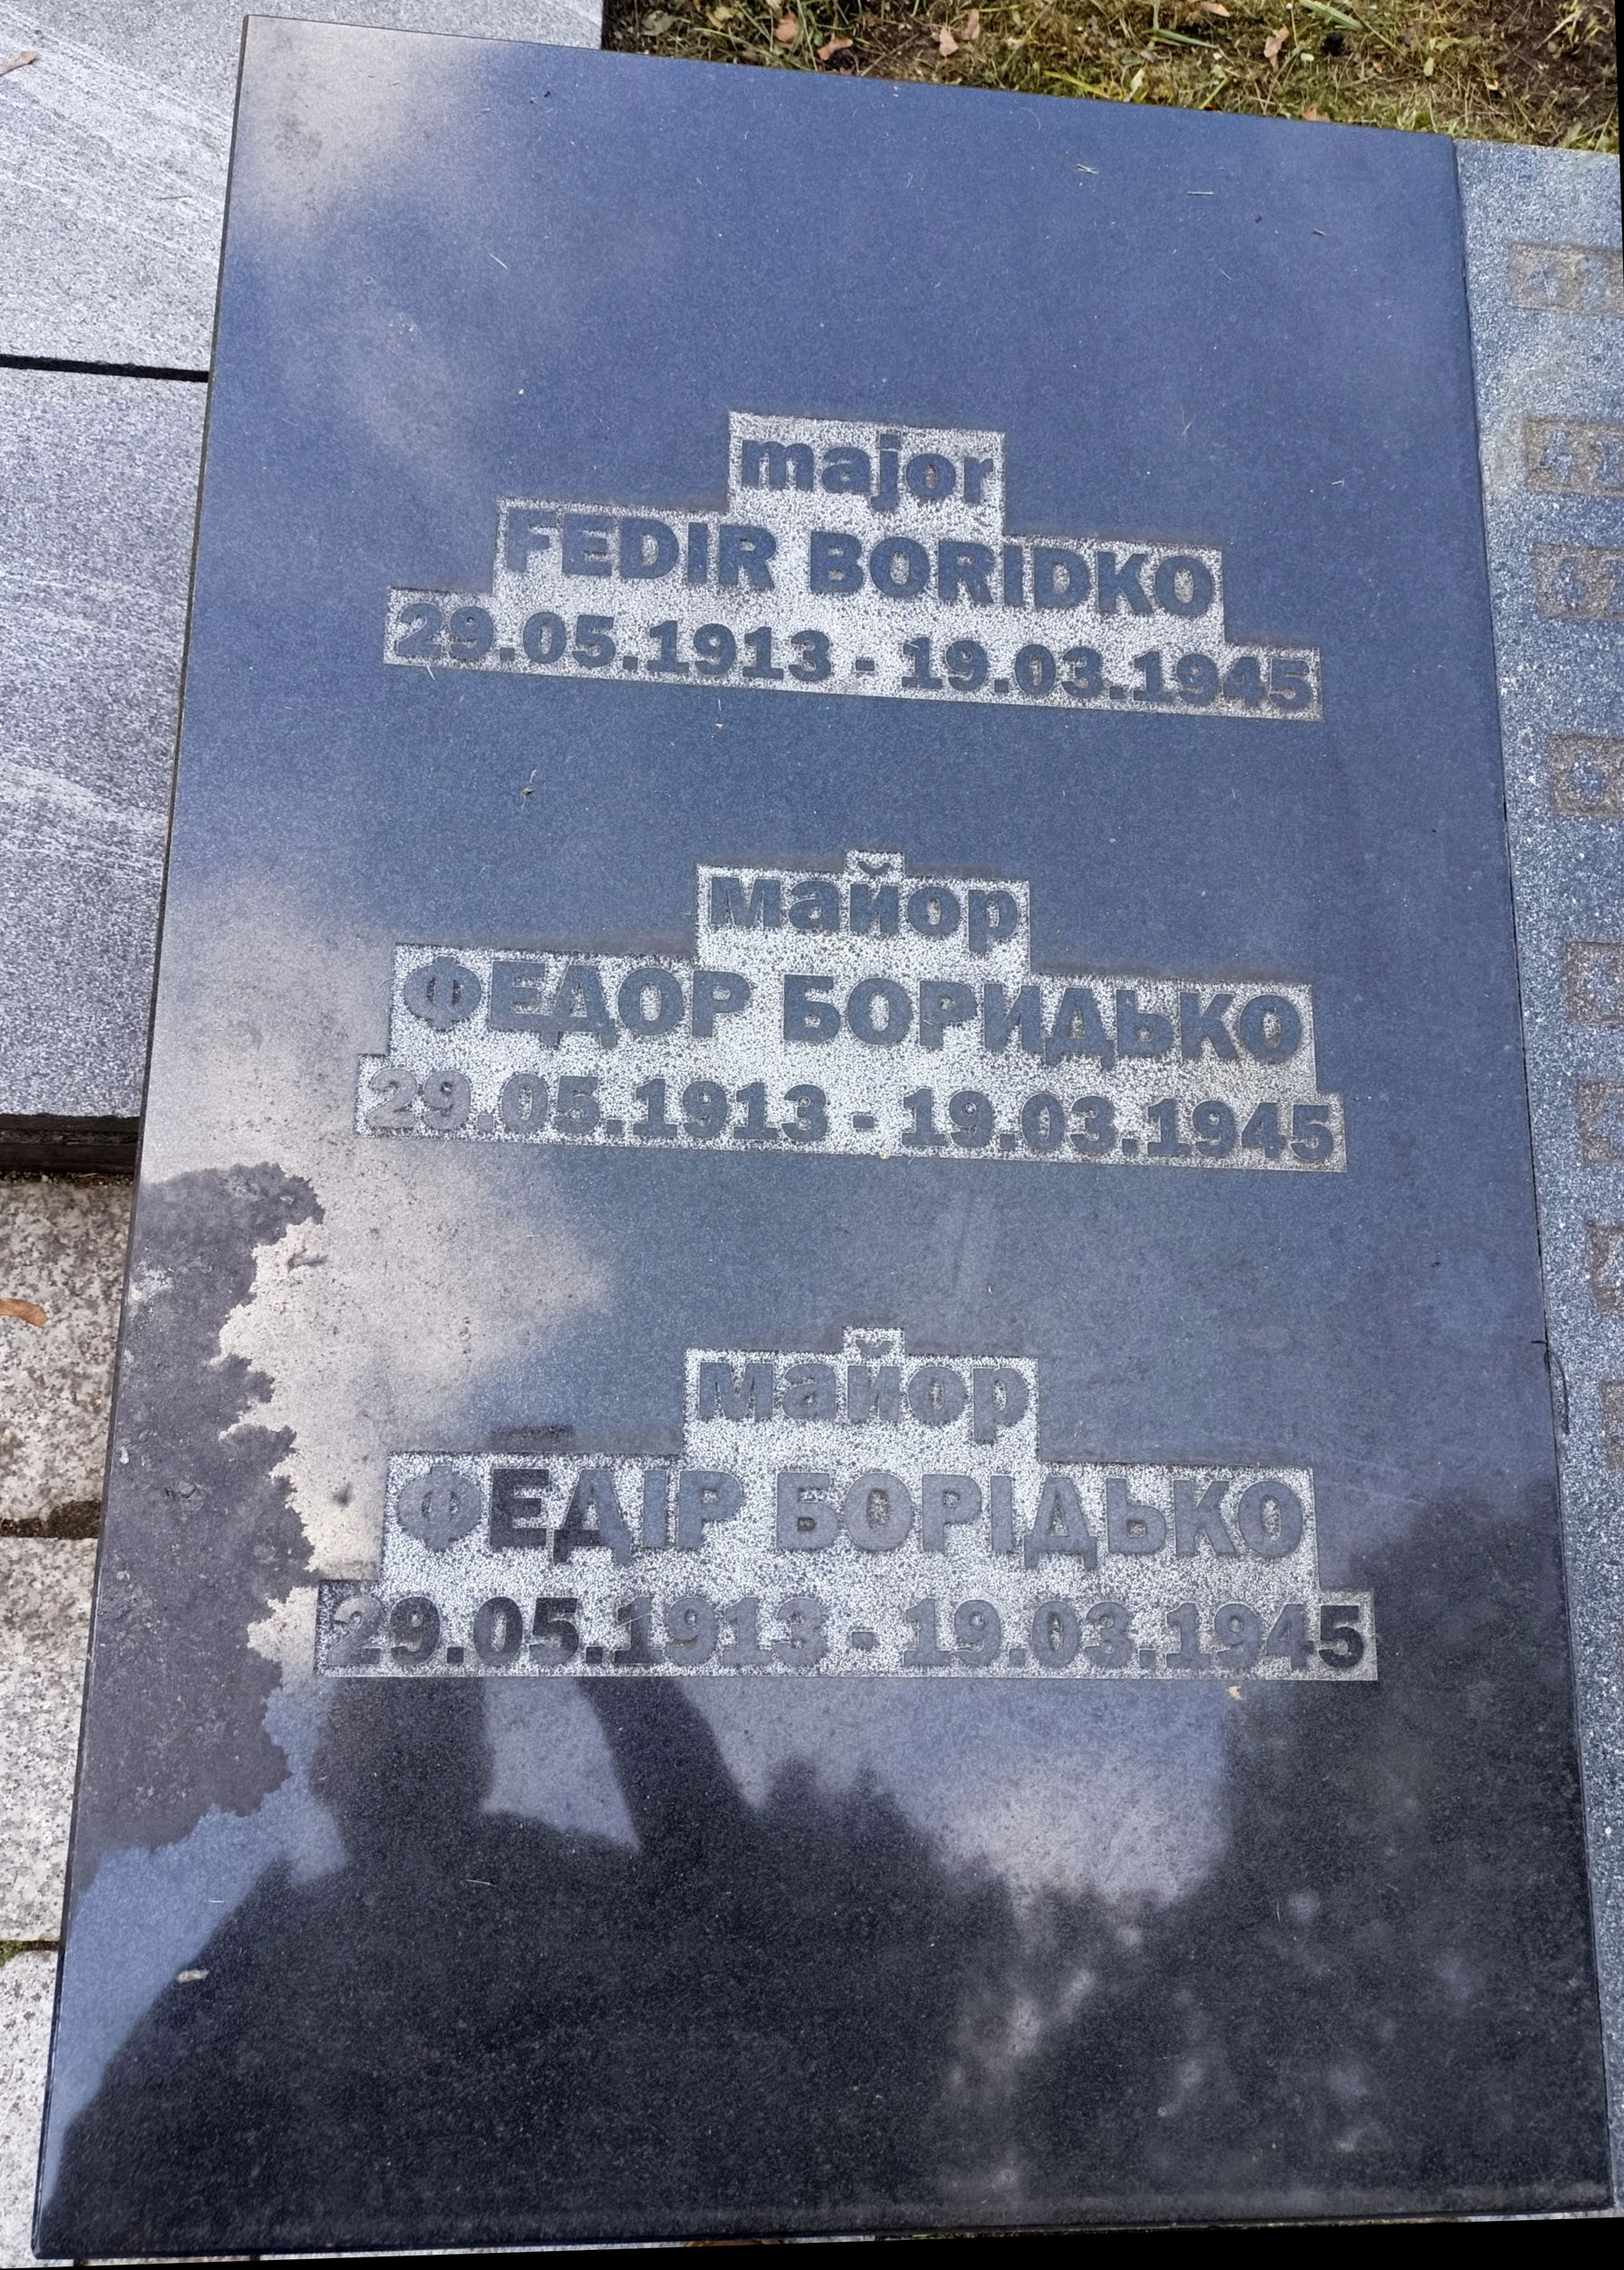 major
FEDIR BORIDKO
29.05.1913 - 19.03.1945
майор
ФЕДОР БОРИДЬКО
29.05.1913 - 19.03.1945
майор
ФЕДІР БОРІДЬКО
29.05.1913 - 19.03.1945